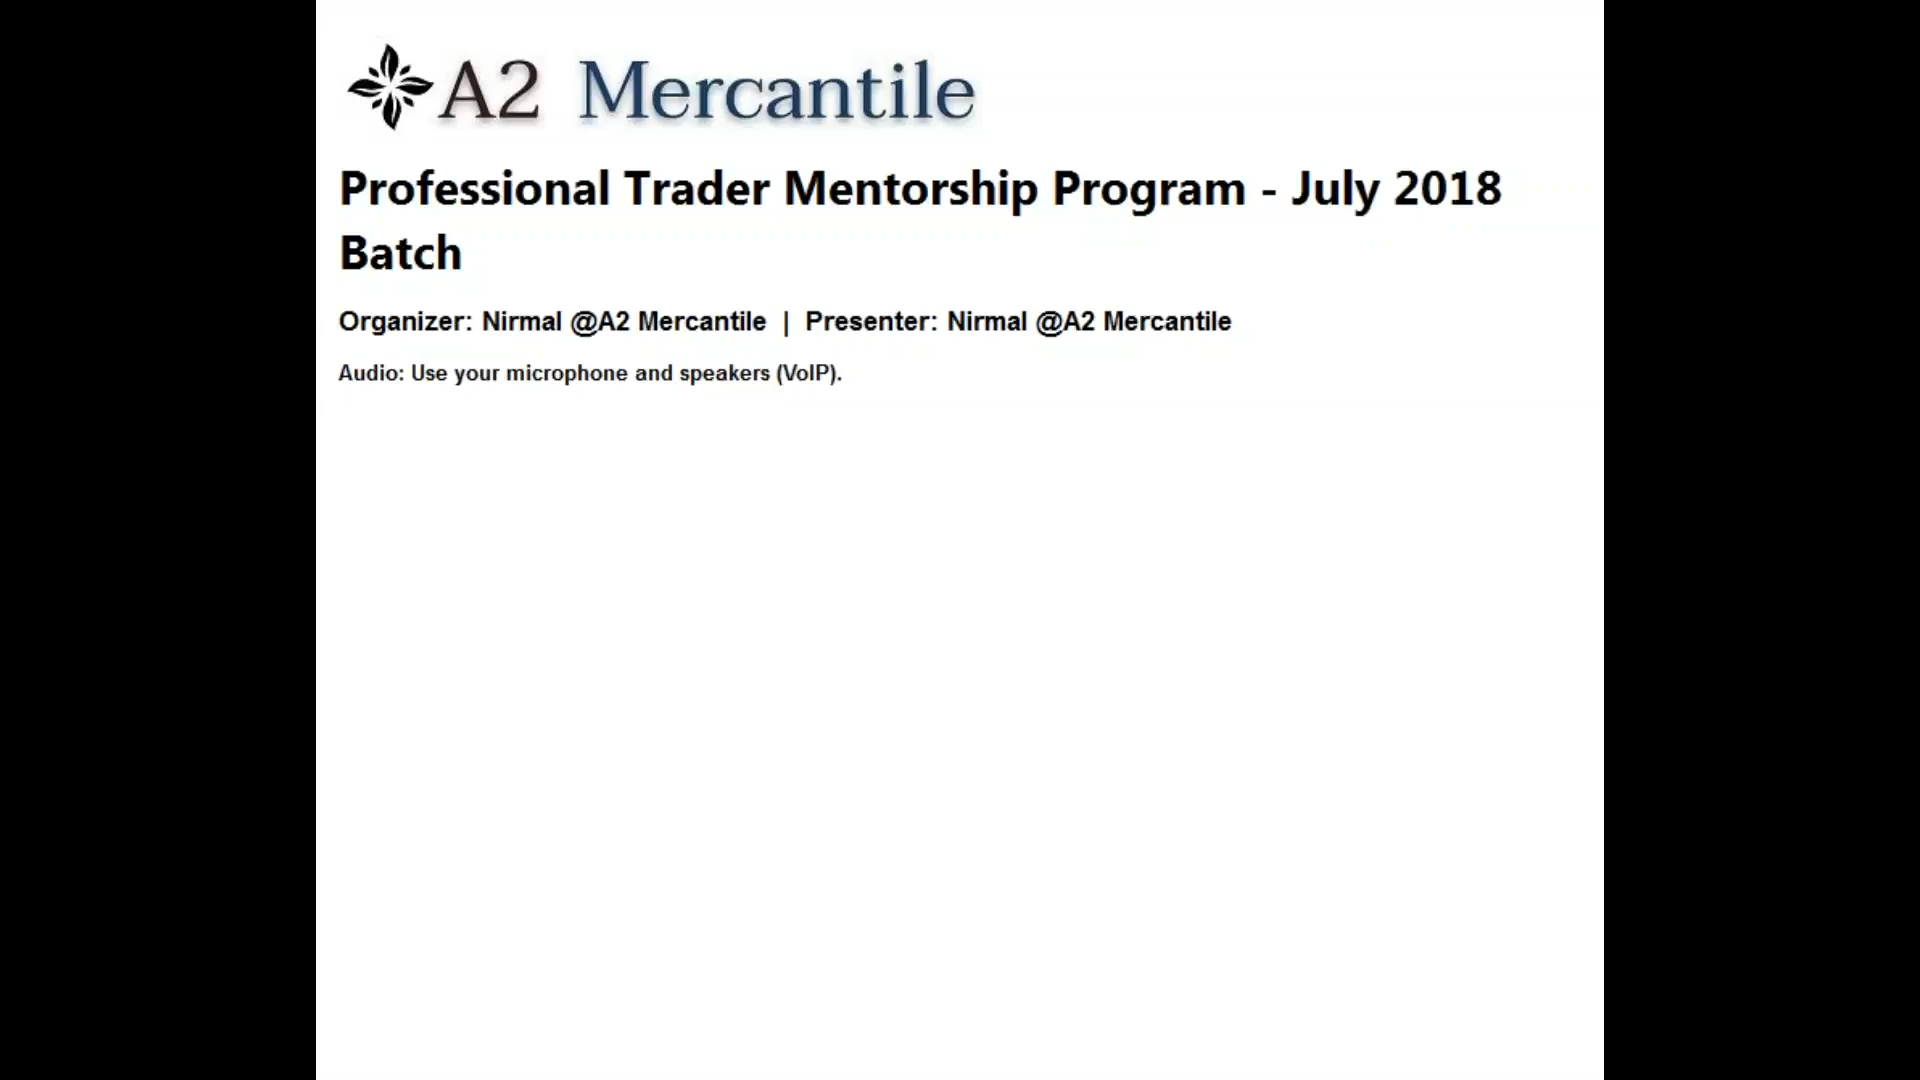 A2 Mercantile
Professional Trader Mentorship Program - July 2018
Batch
Organizer: Nirmal @A2 Mercantile | Presenter: Nirmal @A2 Mercantile
Audio: Use your microphone and speakers (VoIP).